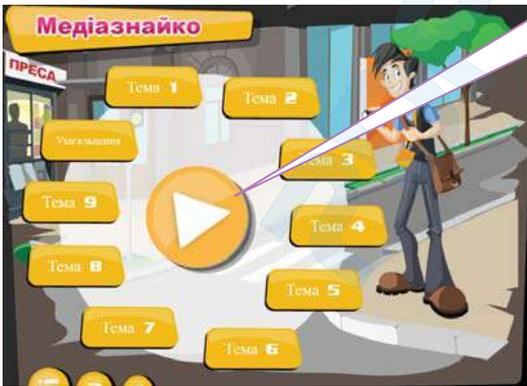 Медіазнайко
ПРЕСА
Тема 1
Тема 2
Узагальнення
Тема 3
Тема 9
Тема 4
Тема 8
Тема 5
Тема 7
Тема 6